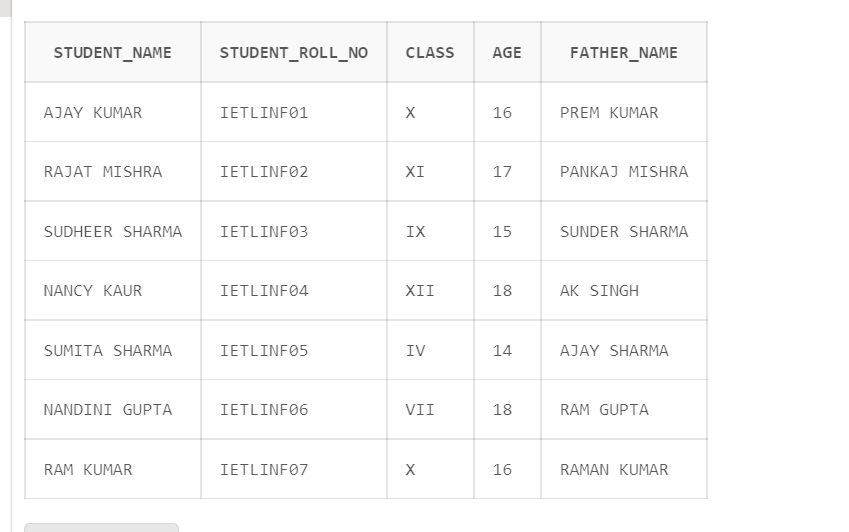 STUDENT_NAME STUDENT_ROLL_NO CLASS AGE FATHER_NAME
AJAY KUMAR IETLINF01 X 16 PREM KUMAR
RAJAT MISHRA IETLINF02 XI 17 PANKAJ MISHRA
SUDHEER SHARMA IETLINF03 IX 15 SUNDER SHARMA
NANCY KAUR IETLINF04 XII 18 AK SINGH
SUMITA SHARMA IETLINF05 IV 14 AJAY SHARMA
NANDINI GUPTA IETLINF06 VII 18 RAM GUPTA
RAM KUMAR IETLINF07 X 16 RAMAN KUMAR